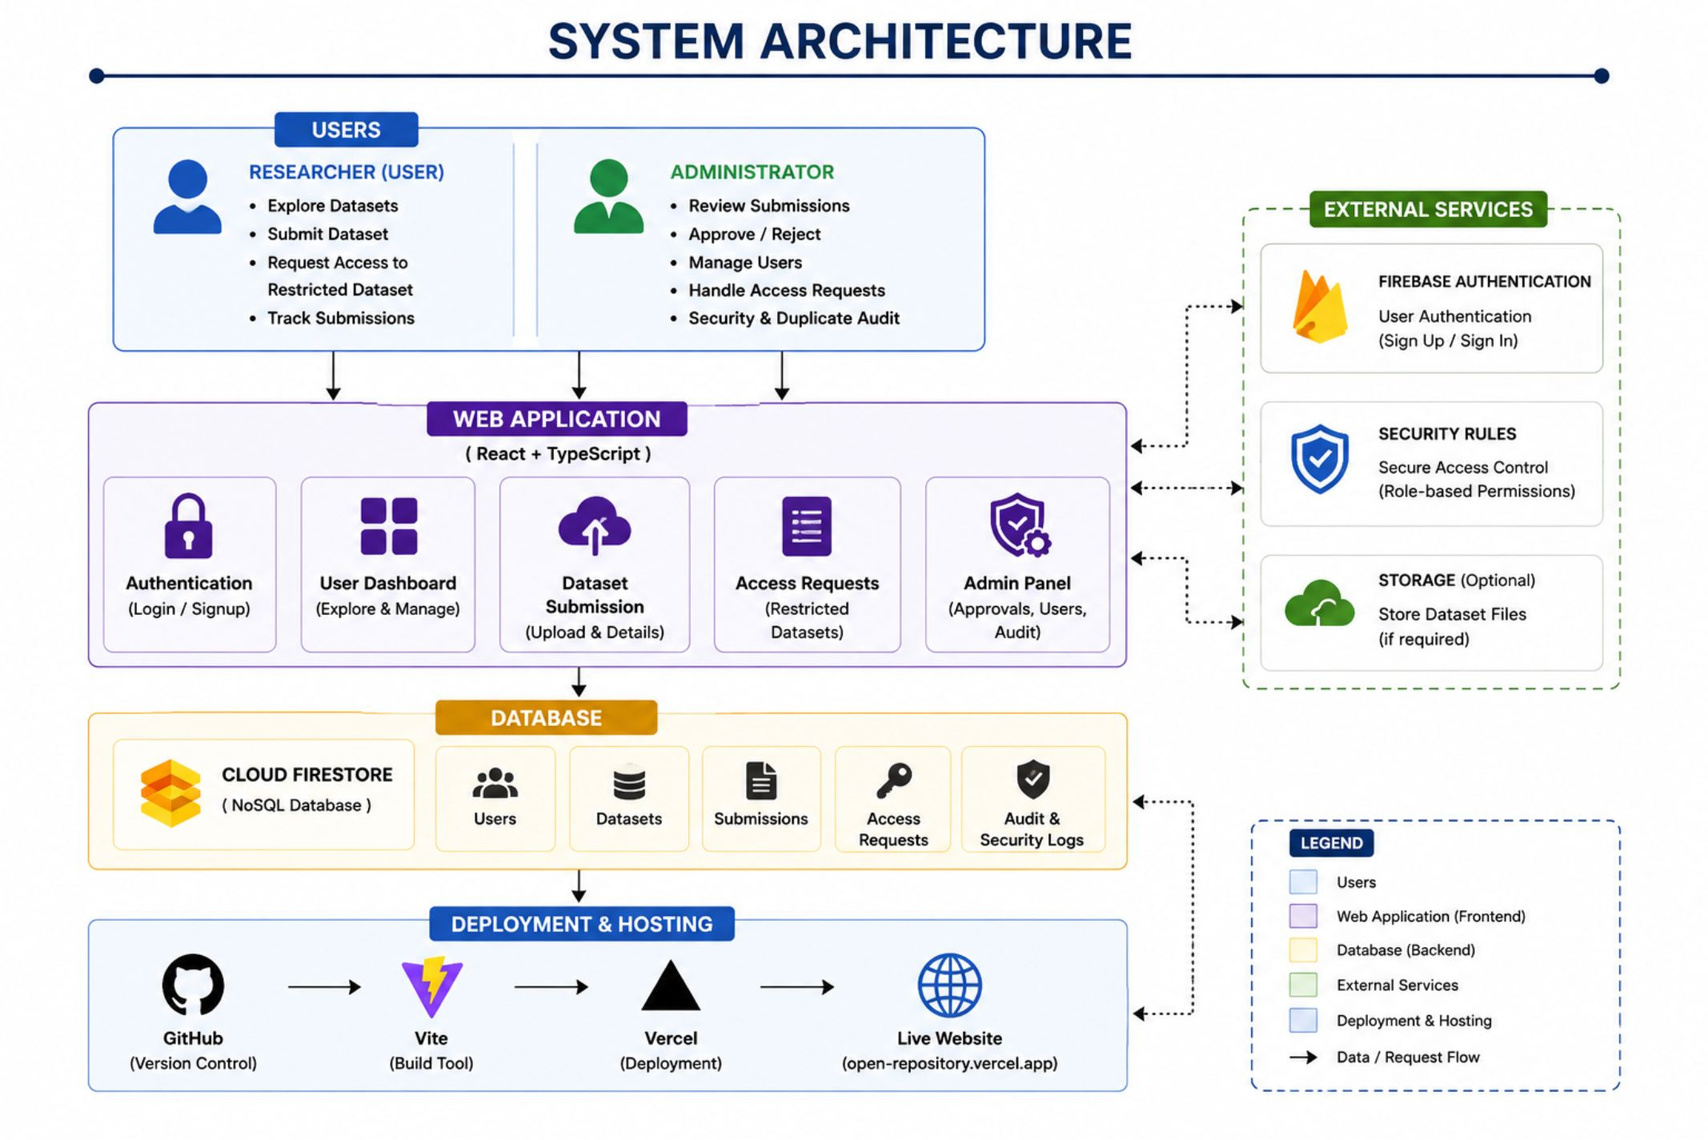 SYSTEM ARCHITECTURE
USERS
RESEARCHER (USER)
• Explore Datasets
• Submit Dataset
• Request Access to
Restricted Dataset
• Track Submissions
ADMINISTRATOR
• Review Submissions
• Approve / Reject
• Manage Users
• Handle Access Requests
• Security & Duplicate Audit
EXTERNAL SERVICES
FIREBASE AUTHENTICATION
User Authentication
(Sign Up / Sign In)
SECURITY RULES
Secure Access Control
(Role-based Permissions)
STORAGE (Optional)
Store Dataset Files
(if required)
WEB APPLICATION
( React + TypeScript )
Authentication
(Login / Signup)
User Dashboard
(Explore & Manage)
Dataset
Submission
(Upload & Details)
Access Requests
(Restricted
Datasets)
Admin Panel
(Approvals, Users,
Audit)
DATABASE
CLOUD FIRESTORE
( NoSQL Database )
Users
Datasets
Submissions
Access
Requests
Audit &
Security Logs
DEPLOYMENT & HOSTING
GitHub
(Version Control)
Vite
(Build Tool)
Vercel
(Deployment)
Live Website
(open-repository.vercel.app)
LEGEND
Users
Web Application (Frontend)
Database (Backend)
External Services
Deployment & Hosting
Data / Request Flow